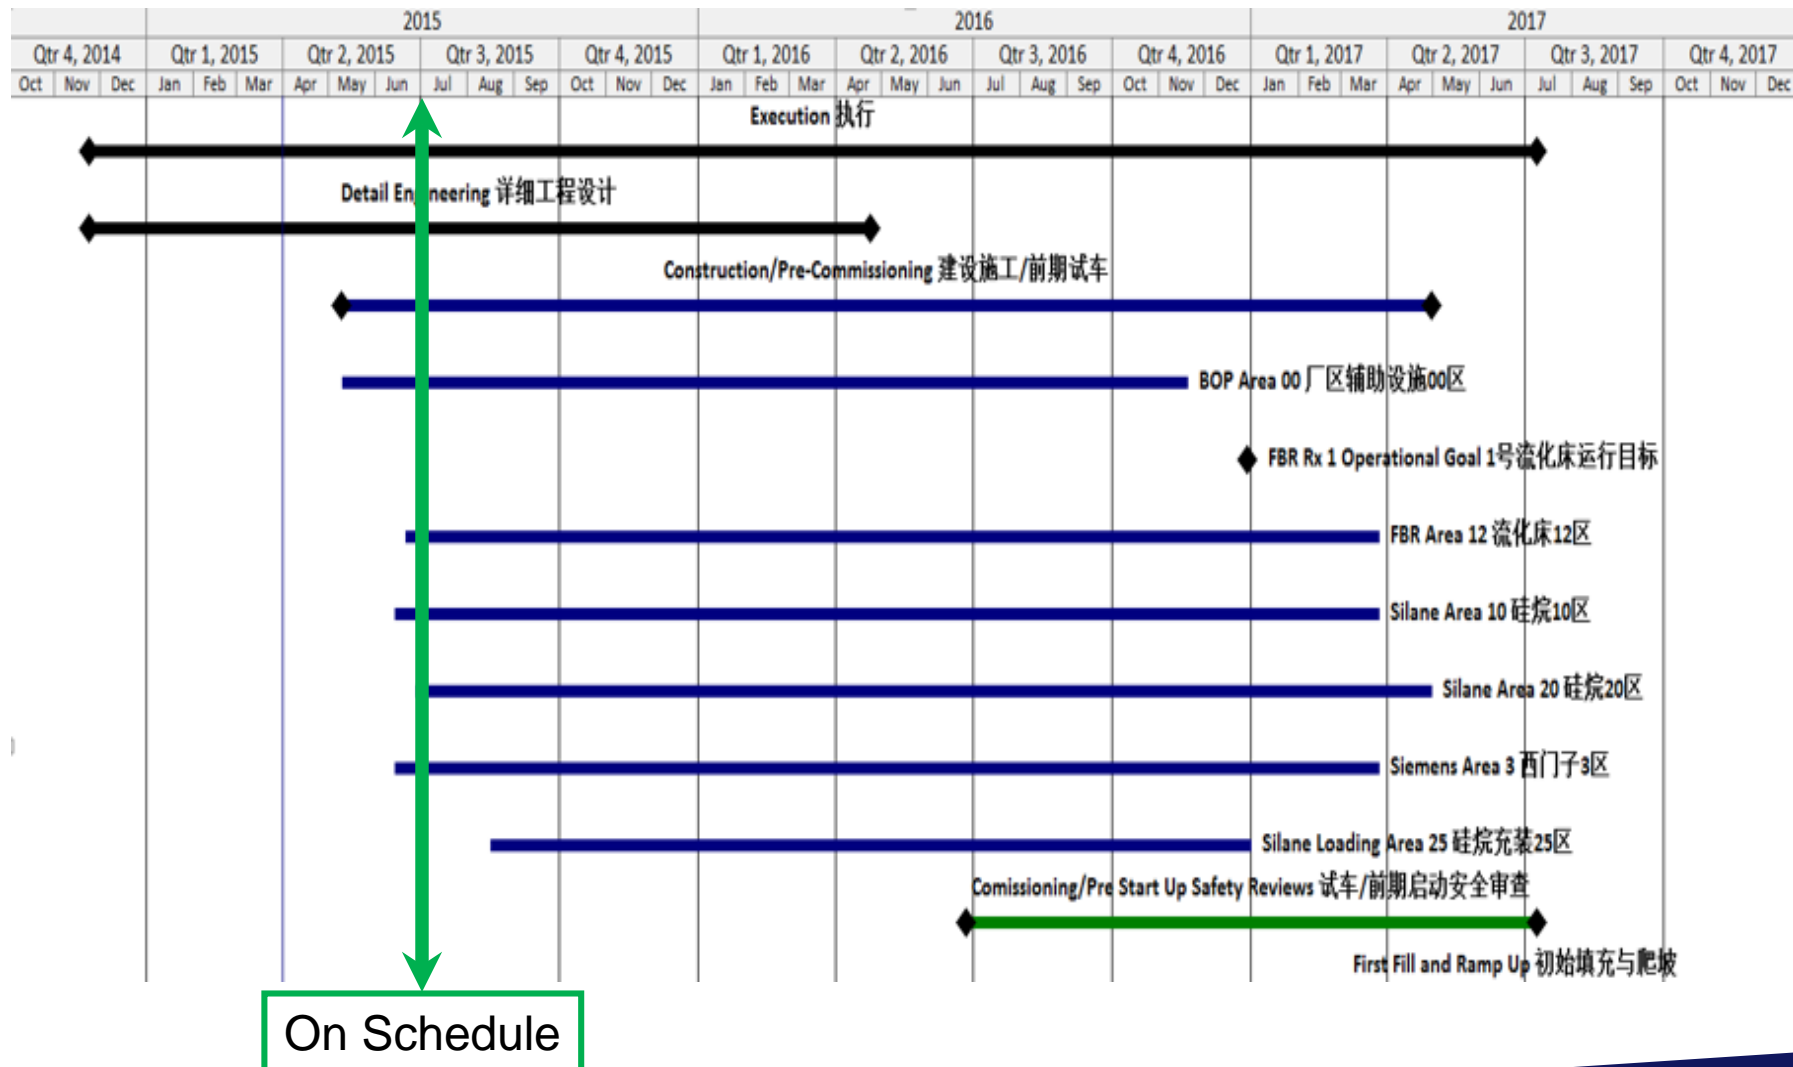 2015 2016 2017
Qtr 4, 2014 Qtr 1, 2015 Qtr 2, 2015 Qtr 3, 2015 Qtr 4, 2015 Qtr 1, 2016 Qtr 2, 2016 Qtr 3, 2016 Qtr 4, 2016 Qtr 1, 2017 Qtr 2, 2017 Qtr 3, 2017 Qtr 4, 2017
Oct Nov Dec Jan Feb Mar Apr May Jun Jul Aug Sep Oct Nov Dec Jan Feb Mar Apr May Jun Jul Aug Sep Oct Nov Dec Jan Feb Mar Apr May Jun Jul Aug Sep Oct Nov Dec
Execution 执行
Detail Engineering 详细工程设计
Construction/Pre-Commissioning 建设施工/前期试车
BOP Area 00 厂区辅助设施00区
FBR Rx 1 Operational Goal 1号流化床运行目标
FBR Area 12 流化床12区
Silane Area 10 硅烷10区
Silane Area 20 硅烷20区
Siemens Area 3 西门子3区
Silane Loading Area 25 硅烷充装25区
Comissioning/Pre Start Up Safety Reviews 试车/前期启动安全审查
First Fill and Ramp Up 初始填充与爬坡
On Schedule